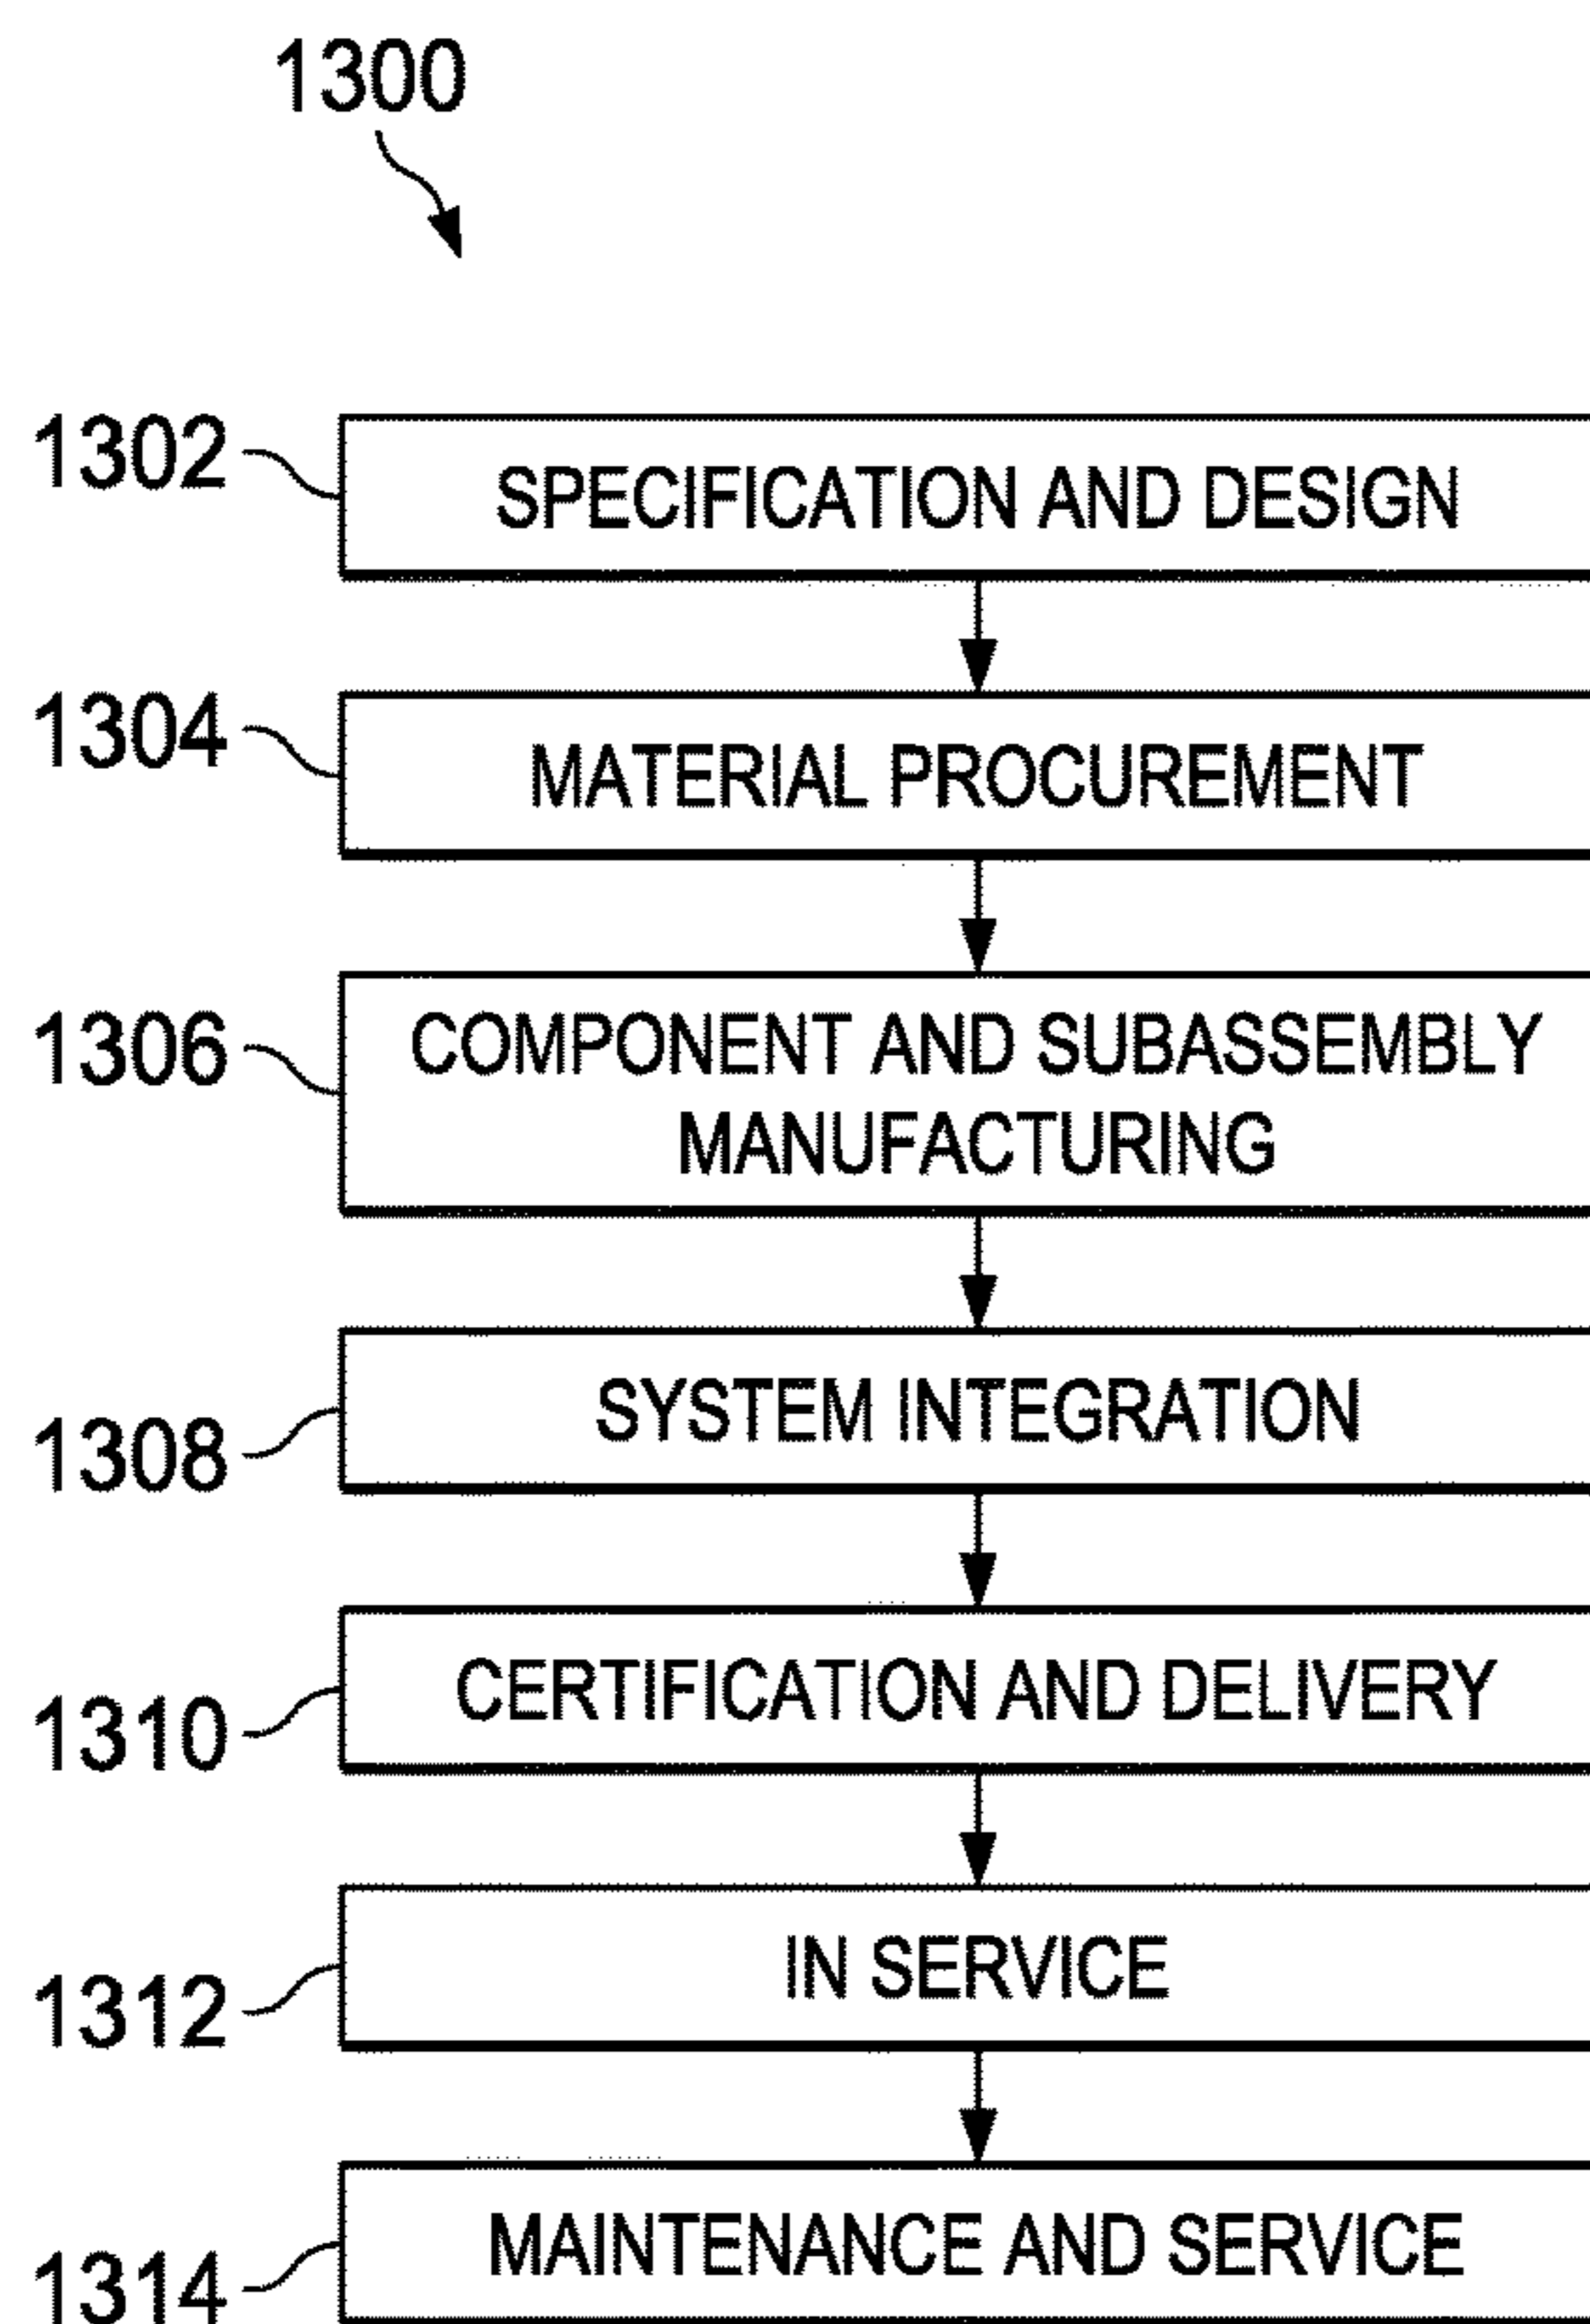 1300
1302
SPECIFICATION AND DESIGN
1304
MATERIAL PROCUREMENT
1306
COMPONENT AND SUBASSEMBLY
MANUFACTURING
1308
SYSTEM INTEGRATION
1310
CERTIFICATION AND DELIVERY
1312
IN SERVICE
1314
MAINTENANCE AND SERVICE